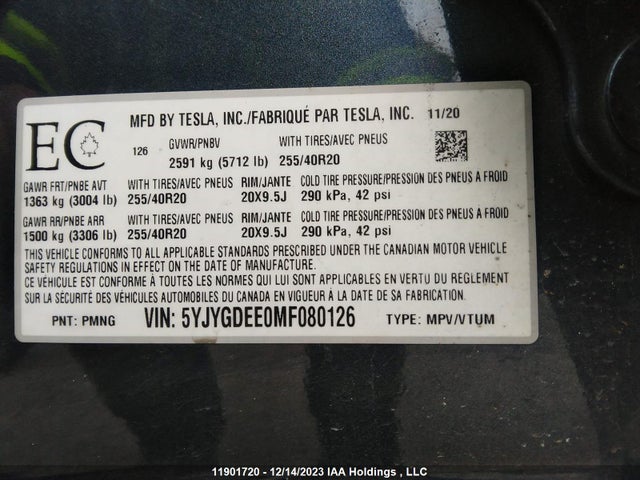 EC
MFD BY TESLA, INC./FABRIQUÉ PAR TESLA, INC. 11/20
126
GVWR/PNBV WITH TIRES/AVEC PNEUS
2591 kg (5712 lb) 255/40R20
GAWR FRT/PNBE AVT WITH TIRES/AVEC PNEUS RIM/JANTE COLD TIRE PRESSURE/PRESSION DES PNEUS A FROID
1363 kg (3004 lb) 255/40R20 20X9.5J 290 kPa, 42 psi
GAWR RR/PNBE ARR WITH TIRES/AVEC PNEUS RIM/JANTE COLD TIRE PRESSURE/PRESSION DES PNEUS À FROID
1500 kg (3306 lb) 255/40R20 20X9.5J 290 kPa, 42 psi
THIS VEHICLE CONFORMS TO ALL APPLICABLE STANDARDS PRESCRIBED UNDER THE CANADIAN MOTOR VEHICLE
SAFETY REGULATIONS IN EFFECT ON THE DATE OF MANUFACTURE.
CE VÉHICULE EST CONFORME À TOUTES LES NORMES QUI LUI SONT APPLICABLES EN VERTU DU RÈGLEMENT
SUR LA SÉCURITÉ DES VÉHICULES AUTOMOBILES DU CANADA EN VIGUEUR À LA DATE DE SA FABRICATION.
PNT: PMNG VIN: 5YJYGDEE0MF080126 TYPE: MPV/VTUM
11901720 - 12/14/2023 IAA Holdings , LLC